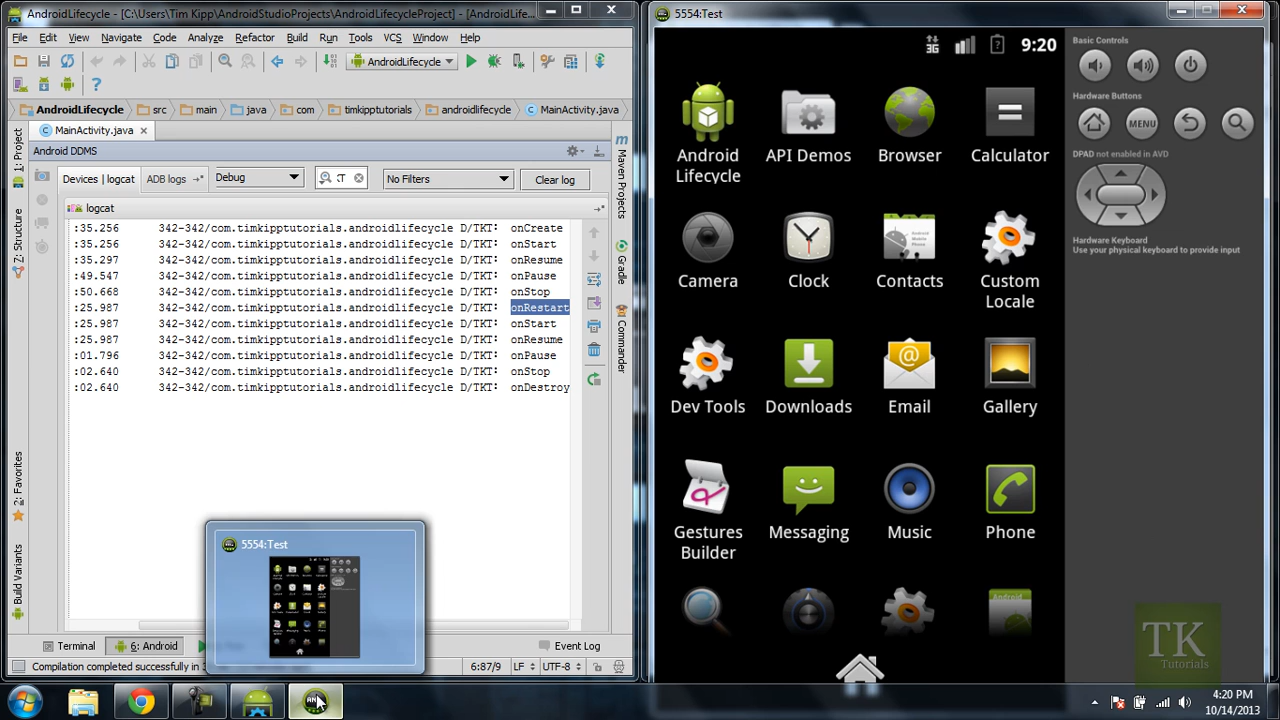 AndroidLifecycle - [C:\Users\Tim Kipp\AndroidStudioProjects\AndroidLifecycleProject] - [AndroidLif...
File Edit View Navigate Code Analyze Refactor Build Run Tools VCS Window Help
AndroidLifecycle
AndroidLifecycle src main java com timkipptutorials androidlifecycle MainActivity.java
MainActivity.java
Android DDMS
Devices | logcat ADB logs Debug No Filters Clear log
logcat
:35.256 342-342/com.timkipptutorials.androidlifecycle D/TKT: onCreate
:35.256 342-342/com.timkipptutorials.androidlifecycle D/TKT: onStart
:35.297 342-342/com.timkipptutorials.androidlifecycle D/TKT: onResume
:49.547 342-342/com.timkipptutorials.androidlifecycle D/TKT: onPause
:50.668 342-342/com.timkipptutorials.androidlifecycle D/TKT: onStop
:25.987 342-342/com.timkipptutorials.androidlifecycle D/TKT: onRestart
:25.987 342-342/com.timkipptutorials.androidlifecycle D/TKT: onStart
:25.987 342-342/com.timkipptutorials.androidlifecycle D/TKT: onResume
:01.796 342-342/com.timkipptutorials.androidlifecycle D/TKT: onPause
:02.640 342-342/com.timkipptutorials.androidlifecycle D/TKT: onStop
:02.640 342-342/com.timkipptutorials.androidlifecycle D/TKT: onDestroy
1: Project
7: Structure
2: Favorites
Build Variants
Maven Projects
Gradle
Commander
5554:Test
Terminal 6: Android Event Log
Compilation completed successfully in 3
6:87/9 LF UTF-8
5554:Test
3G 9:20
Android Lifecycle
API Demos
Browser
Calculator
Camera
Clock
Contacts
Custom Locale
Dev Tools
Downloads
Email
Gallery
Gestures Builder
Messaging
Music
Phone
Basic Controls
Hardware Buttons
MENU
DPAD not enabled in AVD
Hardware Keyboard
Use your physical keyboard to provide input
TK
Tutorials
4:20 PM
10/14/2013